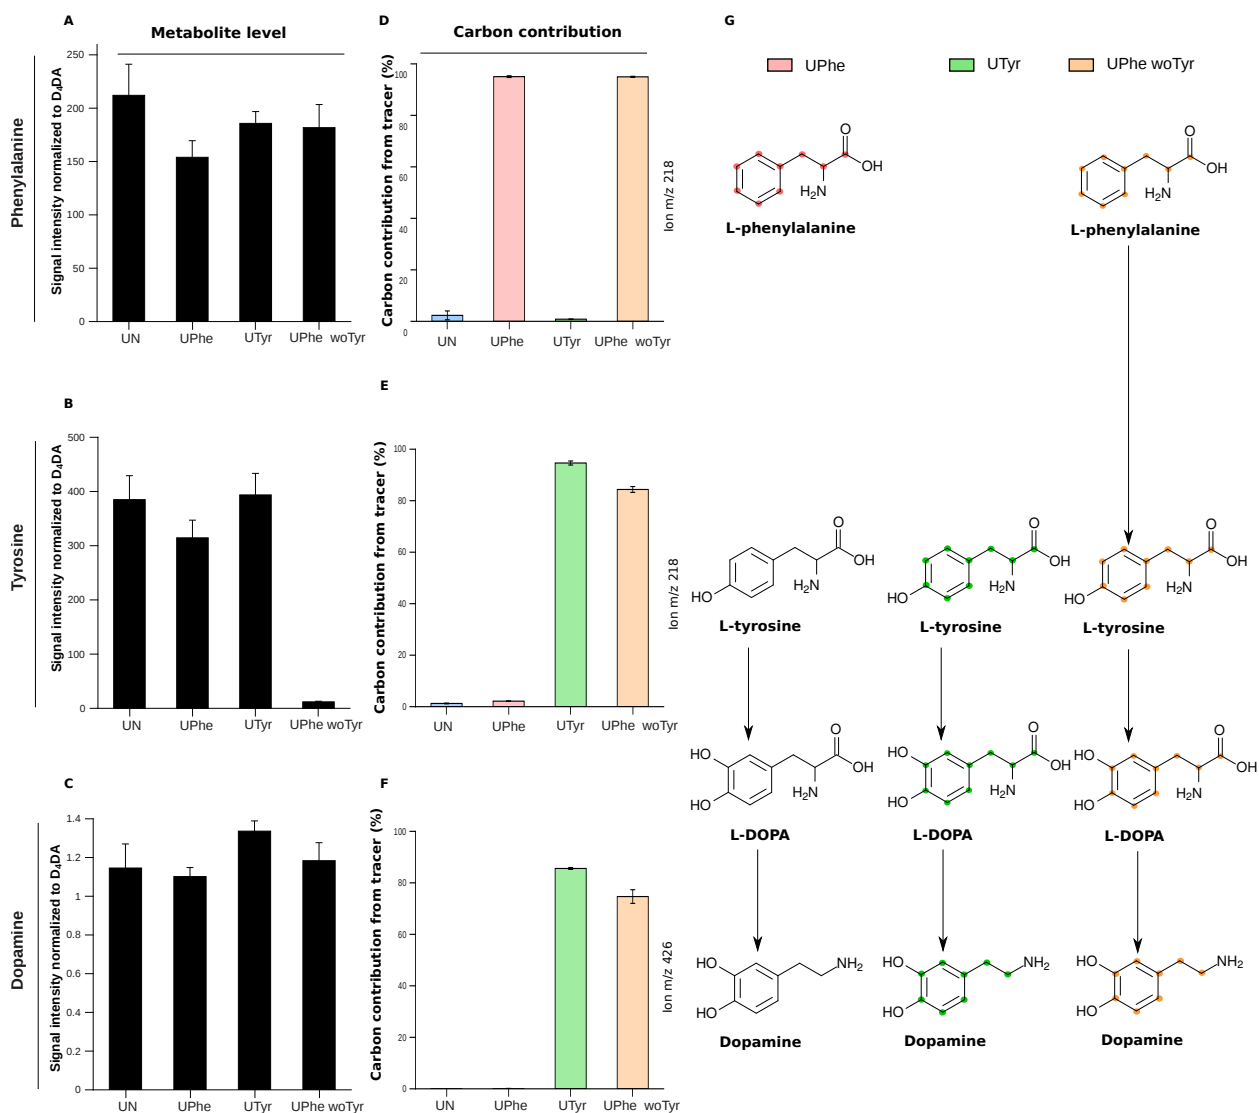 A
Metabolite level
Phenylalanine
Signal intensity normalized to D₄DA
250
200
150
100
50
0
UN
UPhe
UTyr
UPhe woTyr
D
Carbon contribution
Carbon contribution from tracer (%)
100
80
60
40
20
0
UN
UPhe
UTyr
UPhe woTyr
Ion m/z 218
B
Tyrosine
Signal intensity normalized to D₄DA
500
400
300
200
100
0
UN
UPhe
UTyr
UPhe woTyr
E
Carbon contribution from tracer (%)
100
80
60
40
20
0
UN
UPhe
UTyr
UPhe woTyr
Ion m/z 218
C
Dopamine
Signal intensity normalized to D₄DA
1.4
1.2
1
0.8
0.6
0.4
0.2
0
UN
UPhe
UTyr
UPhe woTyr
F
Carbon contribution from tracer (%)
100
80
60
40
20
0
UN
UPhe
UTyr
UPhe woTyr
Ion m/z 426
G
UPhe
UTyr
UPhe woTyr
O
OH
H₂N
L-phenylalanine
O
OH
H₂N
L-phenylalanine
O
OH
H₂N
HO
L-tyrosine
O
OH
H₂N
HO
L-tyrosine
O
OH
H₂N
HO
L-tyrosine
O
HO
OH
H₂N
HO
L-DOPA
O
HO
OH
H₂N
HO
L-DOPA
O
HO
OH
H₂N
HO
L-DOPA
HO
NH₂
HO
Dopamine
HO
NH₂
HO
Dopamine
HO
NH₂
HO
Dopamine